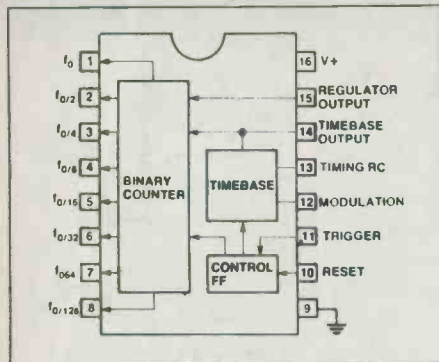 f0 1
f0/2 2
f0/4 3
f0/8 4
f0/16 5
f0/32 6
f064 7
f0/128 8
BINARY
COUNTER
TIMEBASE
CONTROL
FF
16 V+
15 REGULATOR
OUTPUT
14 TIMEBASE
OUTPUT
13 TIMING RC
12 MODULATION
11 TRIGGER
10 RESET
9